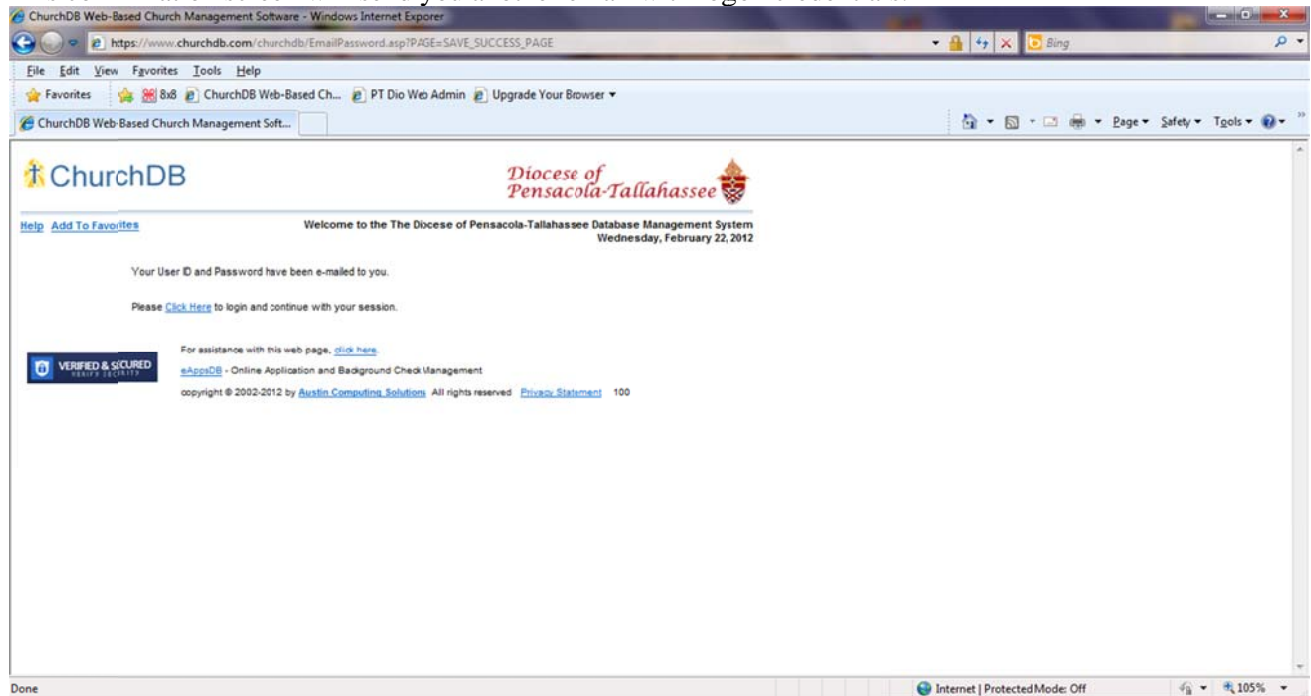 ChurchDB Web-Based Church Management Software - Windows Internet Exporer
https://www.churchdb.com/churchdb/EmailPassword.asp?PAGE=SAVE_SUCCESS_PAGE
Bing
File Edit View Favorites Tools Help
Favorites 8x8 ChurchDB Web-Based Ch... PT Dio Web Admin Upgrade Your Browser
ChurchDB Web-Based Church Management Soft...
Page Safety Tools
ChurchDB
Diocese of
Pensacola-Tallahassee
Help Add To Favorites
Welcome to the The Diocese of Pensacola-Tallahassee Database Management System
Wednesday, February 22, 2012
Your User ID and Password have been e-mailed to you.
Please Click Here to login and continue with your session.
For assistance with this web page, click here.
VERIFIED & SECURED
VERIFY SECURITY
eAppsDB - Online Application and Background Check Management
copyright © 2002-2012 by Austin Computing Solutions All rights reserved Privacy Statement 100
Done
Internet | Protected Mode: Off
105%